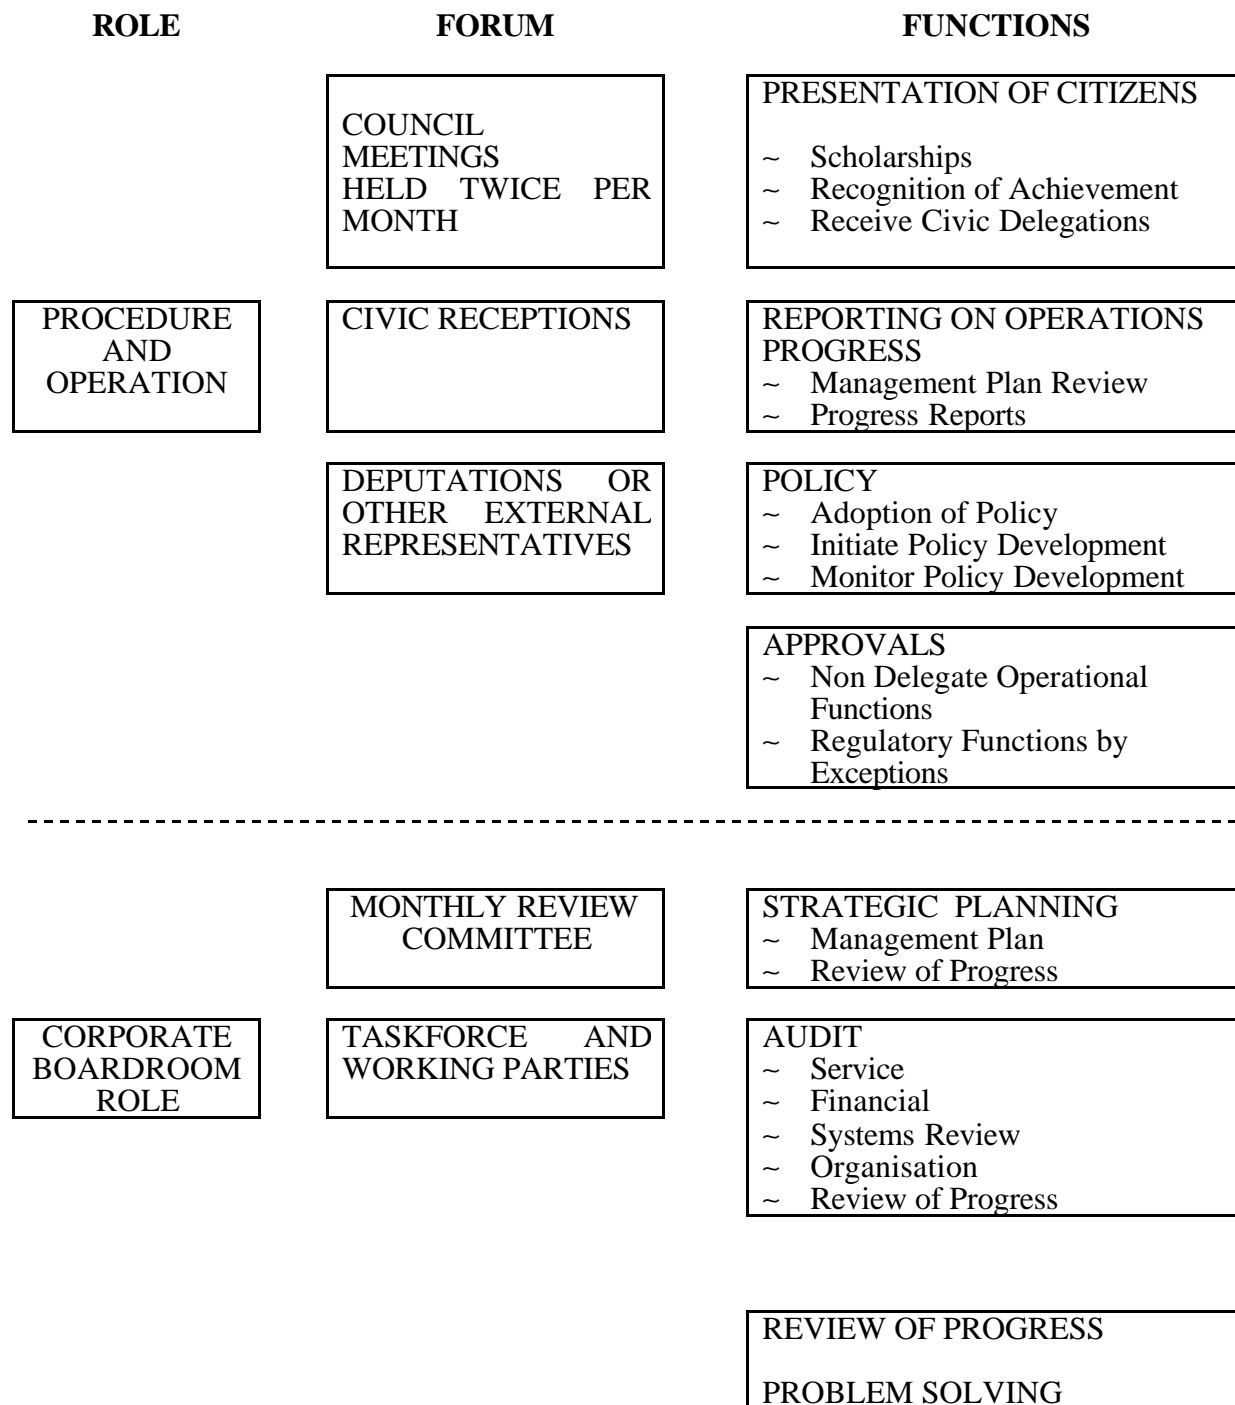 ROLE FORUM FUNCTIONS
COUNCIL
MEETINGS
HELD TWICE PER
MONTH
PRESENTATION OF CITIZENS
~ Scholarships
~ Recognition of Achievement
~ Receive Civic Delegations
PROCEDURE
AND
OPERATION
CIVIC RECEPTIONS
REPORTING ON OPERATIONS
PROGRESS
~ Management Plan Review
~ Progress Reports
DEPUTATIONS OR
OTHER EXTERNAL
REPRESENTATIVES
POLICY
~ Adoption of Policy
~ Initiate Policy Development
~ Monitor Policy Development
APPROVALS
~ Non Delegate Operational
Functions
~ Regulatory Functions by
Exceptions
MONTHLY REVIEW
COMMITTEE
STRATEGIC PLANNING
~ Management Plan
~ Review of Progress
CORPORATE
BOARDROOM
ROLE
TASKFORCE AND
WORKING PARTIES
AUDIT
~ Service
~ Financial
~ Systems Review
~ Organisation
~ Review of Progress
REVIEW OF PROGRESS
PROBLEM SOLVING